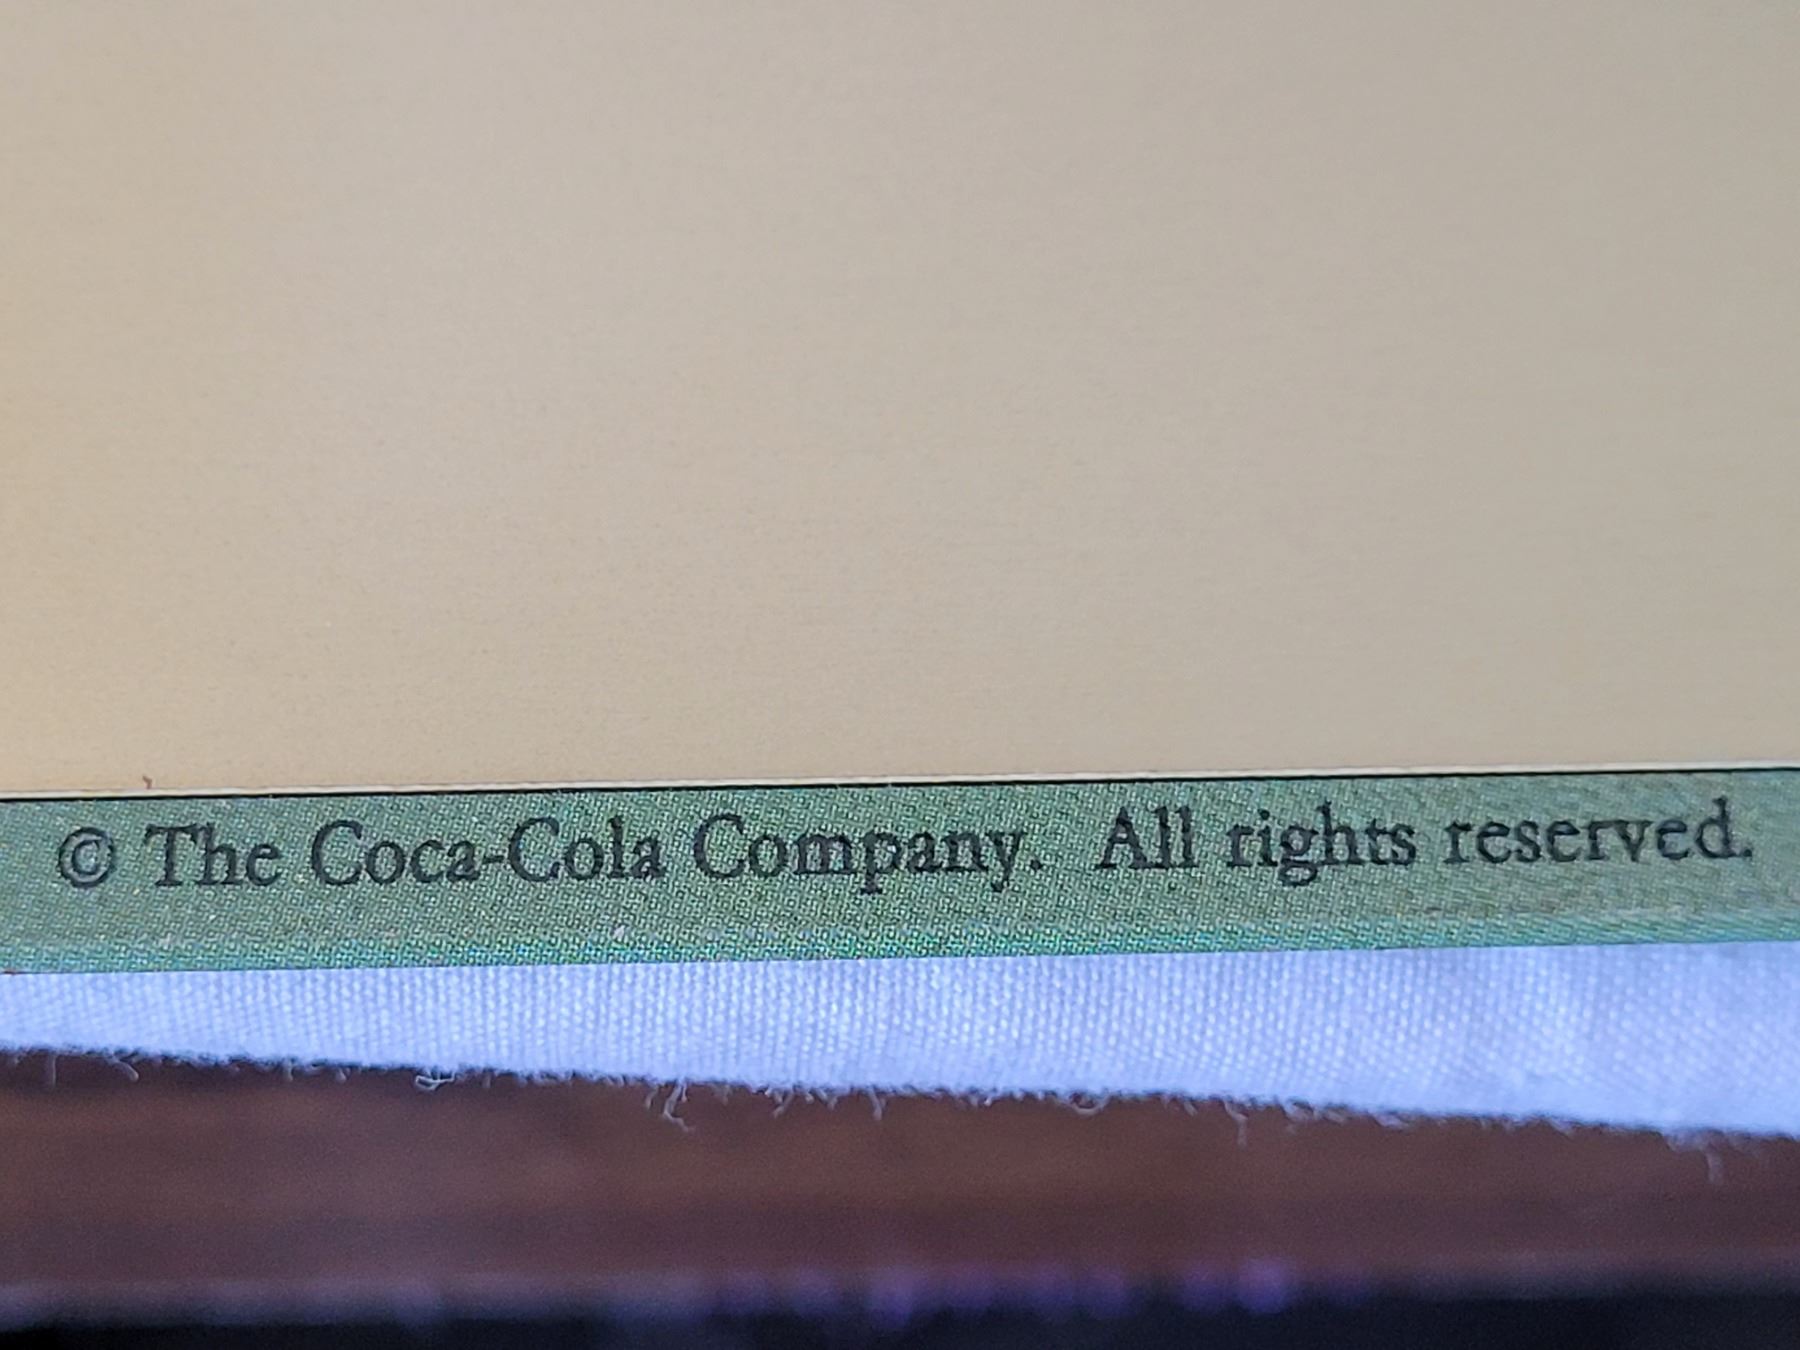 © The Coca-Cola Company. All rights reserved.